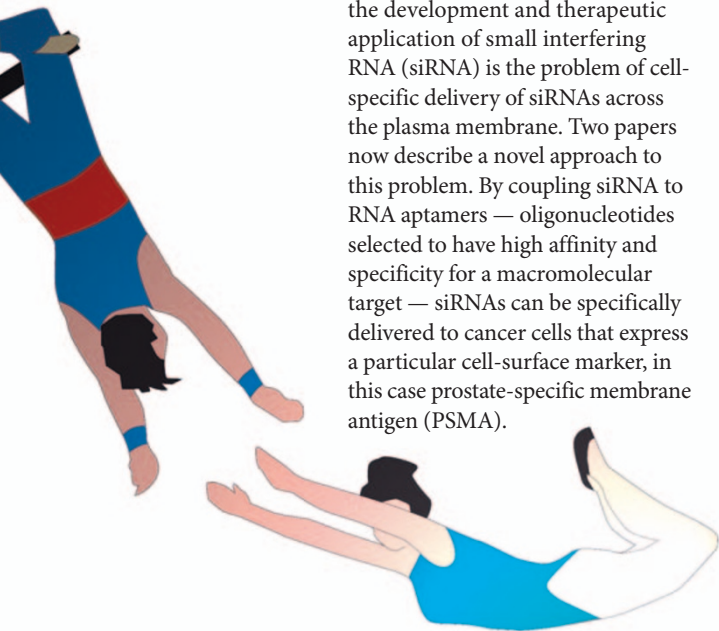 the development and therapeutic
application of small interfering
RNA (siRNA) is the problem of cell-
specific delivery of siRNAs across
the plasma membrane. Two papers
now describe a novel approach to
this problem. By coupling siRNA to
RNA aptamers — oligonucleotides
selected to have high affinity and
specificity for a macromolecular
target — siRNAs can be specifically
delivered to cancer cells that express
a particular cell-surface marker, in
this case prostate-specific membrane
antigen (PSMA).